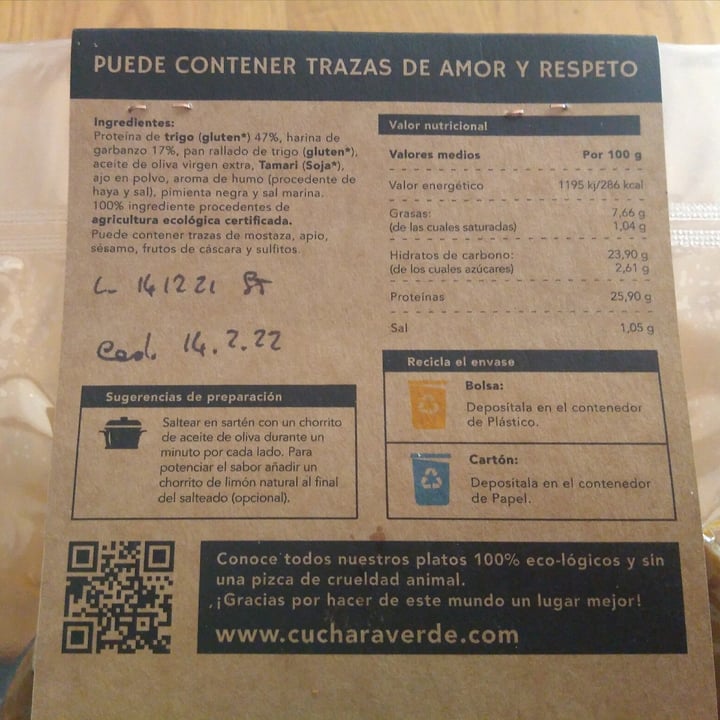 PUEDE CONTENER TRAZAS DE AMOR Y RESPETO
Ingredientes:
Proteína de trigo (gluten*) 47%, harina de
garbanzo 17%, pan rallado de trigo (gluten*),
aceite de oliva virgen extra, Tamari (Soja*),
ajo en polvo, aroma de humo (procedente de
haya y sal), pimienta negra y sal marina.
100% ingrediente procedentes de
agricultura ecológica certificada.
Puede contener trazas de mostaza, apio,
sésamo, frutos de cáscara y sulfitos.
L- 141221
Cad. 14.2.22
Valor nutricional
Valores medios Por 100 g
Valor energético 1195 kj/286 kcal
Grasas: 7,66 g
(de las cuales saturadas) 1,04 g
Hidratos de carbono: 23,90 g
(de los cuales azúcares) 2,61 g
Proteínas 25,90 g
Sal 1,05 g
Sugerencias de preparación
Saltear en sartén con un chorrito
de aceite de oliva durante un
minuto por cada lado. Para
potenciar el sabor añadir un
chorrito de limón natural al final
del salteado (opcional).
Recicla el envase
Bolsa:
Deposítala en el contenedor
de Plástico.
Cartón:
Deposítala en el contenedor
de Papel.
Conoce todos nuestros platos 100% eco-lógicos y sin
una pizca de crueldad animal.
¡Gracias por hacer de este mundo un lugar mejor!
www.cucharaverde.com